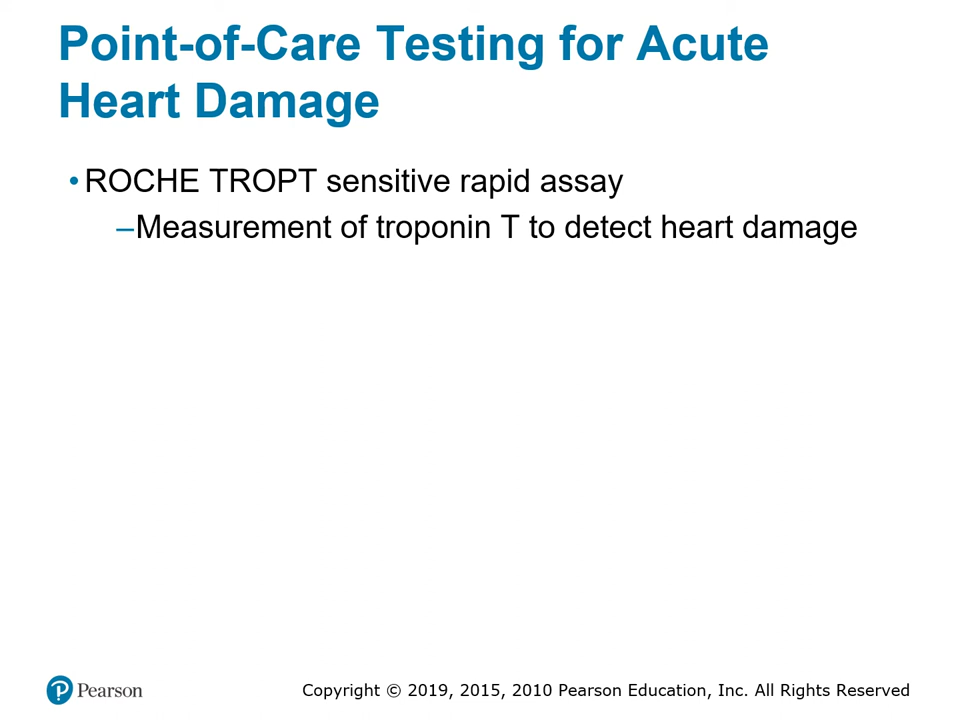 Point-of-Care Testing for Acute
Heart Damage
• ROCHE TROPT sensitive rapid assay
–Measurement of troponin T to detect heart damage
Pearson
Copyright © 2019, 2015, 2010 Pearson Education, Inc. All Rights Reserved